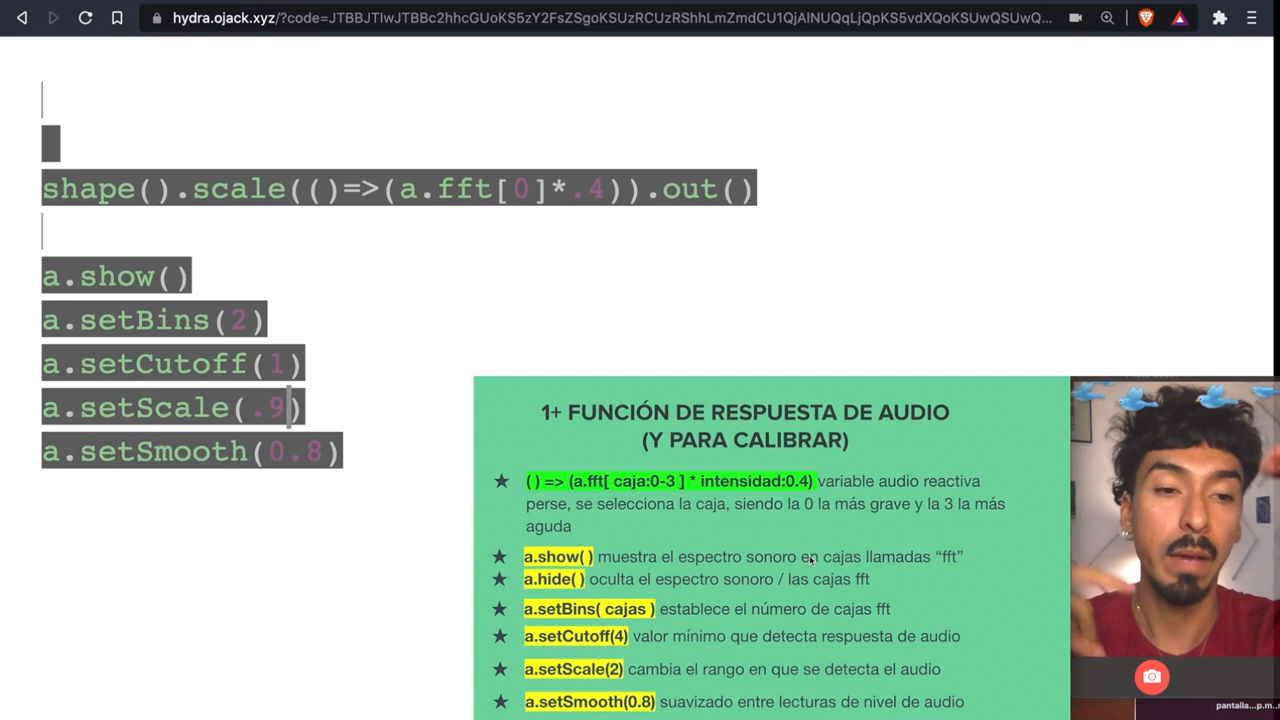 hydra.ojack.xyz/?code=JTBBJTIwJTBBc2hhcGUoKS5zY2FsZSgoKSUzRCUzRShhLmZmdCU1QjAlNUQqLjQpKS5vdXQoKSUwQSUwQ...
shape().scale(()=>(a.fft[0]*.4)).out()
a.show()
a.setBins(2)
a.setCutoff(1)
a.setScale(.9)
a.setSmooth(0.8)
1+ FUNCIÓN DE RESPUESTA DE AUDIO
(Y PARA CALIBRAR)
★ ( ) => (a.fft[ caja:0-3 ] * intensidad:0.4) variable audio reactiva
perse, se selecciona la caja, siendo la 0 la más grave y la 3 la más
aguda
★ a.show( ) muestra el espectro sonoro en cajas llamadas “fft”
★ a.hide( ) oculta el espectro sonoro / las cajas fft
★ a.setBins( cajas ) establece el número de cajas fft
★ a.setCutoff(4) valor mínimo que detecta respuesta de audio
★ a.setScale(2) cambia el rango en que se detecta el audio
★ a.setSmooth(0.8) suavizado entre lecturas de nivel de audio
pantalla...p.m..